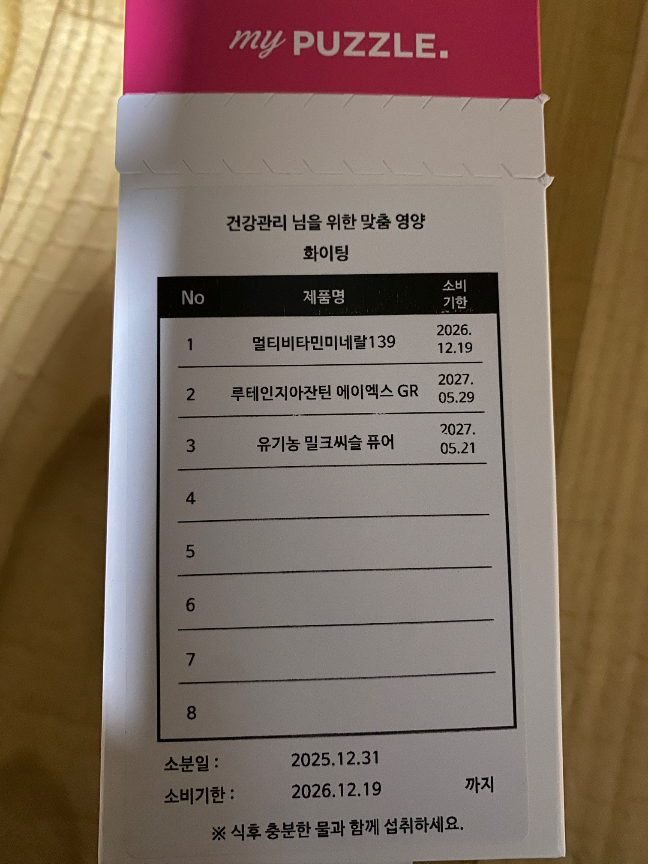 my PUZZLE.
건강관리 님을 위한 맞춤 영양
화이팅
No 제품명 소비 기한
1 멀티비타민미네랄139 2026. 12.19
2 루테인지아잔틴 에이엑스 GR 2027. 05.29
3 유기농 밀크씨슬 퓨어 2027. 05.21
4
5
6
7
8
소분일 : 2025.12.31
소비기한 : 2026.12.19 까지
※ 식후 충분한 물과 함께 섭취하세요.